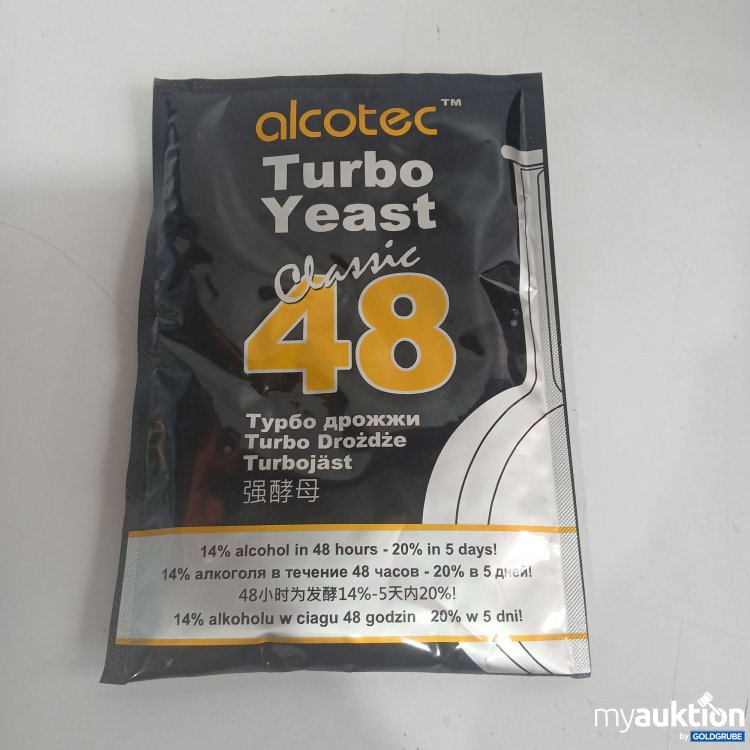 alcotec™
Turbo
Yeast
Classic
48
Турбо дрожжи
Turbo Drożdże
Turbojäst
强酵母
14% alcohol in 48 hours - 20% in 5 days!
14% алкоголя в течение 48 часов - 20% в 5 дней!
48小时为发酵14%-5天内20%!
14% alkoholu w ciagu 48 godzin 20% w 5 dni!
myauktion
by GOLDGRUBE